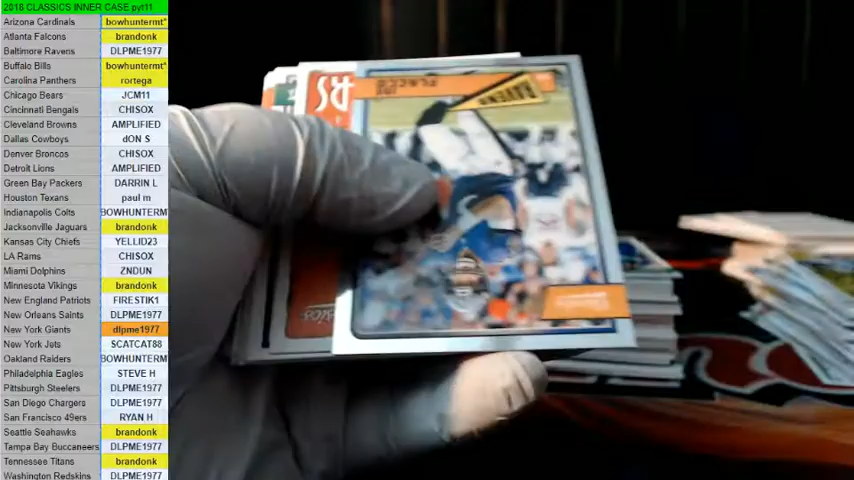 2018 CLASSICS INNER CASE pyt11
Arizona Cardinals bowhuntermt*
Atlanta Falcons brandonk
Baltimore Ravens DLPME1977
Buffalo Bills bowhuntermt*
Carolina Panthers rortega
Chicago Bears JCM11
Cincinnati Bengals CHISOX
Cleveland Browns AMPLIFIED
Dallas Cowboys dON S
Denver Broncos CHISOX
Detroit Lions AMPLIFIED
Green Bay Packers DARRIN L
Houston Texans paul m
Indianapolis Colts BOWHUNTERM
Jacksonville Jaguars brandonk
Kansas City Chiefs YELLID23
LA Rams CHISOX
Miami Dolphins ZNDUN
Minnesota Vikings brandonk
New England Patriots FIRESTIK1
New Orleans Saints DLPME1977
New York Giants dlpme1977
New York Jets SCATCAT88
Oakland Raiders BOWHUNTERM
Philadelphia Eagles STEVE H
Pittsburgh Steelers DLPME1977
San Diego Chargers DLPME1977
San Francisco 49ers RYAN H
Seattle Seahawks brandonk
Tampa Bay Buccaneers DLPME1977
Tennessee Titans brandonk
Washington Redskins DLPME1977
JOE FLACCO
RAVENS
RS